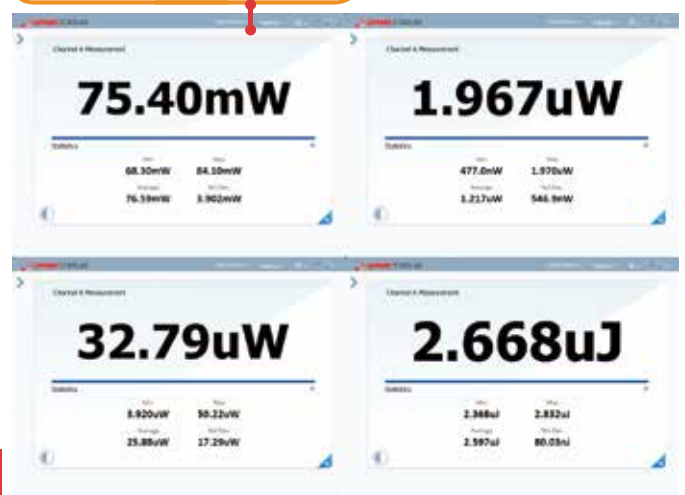 Channel A Measurement
75.40mW
Statistics
Min Max
68.30mW 84.10mW
Average Std Dev.
76.59mW 3.902mW
Channel A Measurement
1.967uW
Statistics
Min Max
477.0nW 1.970uW
Average Std Dev.
1.217uW 546.9nW
Channel A Measurement
32.79uW
Statistics
Min Max
3.920uW 50.22uW
Average Std Dev.
25.88uW 17.29uW
Channel A Measurement
2.668uJ
Statistics
Min Max
2.368uJ 2.832uJ
Average Std Dev.
2.597uJ 80.03nJ